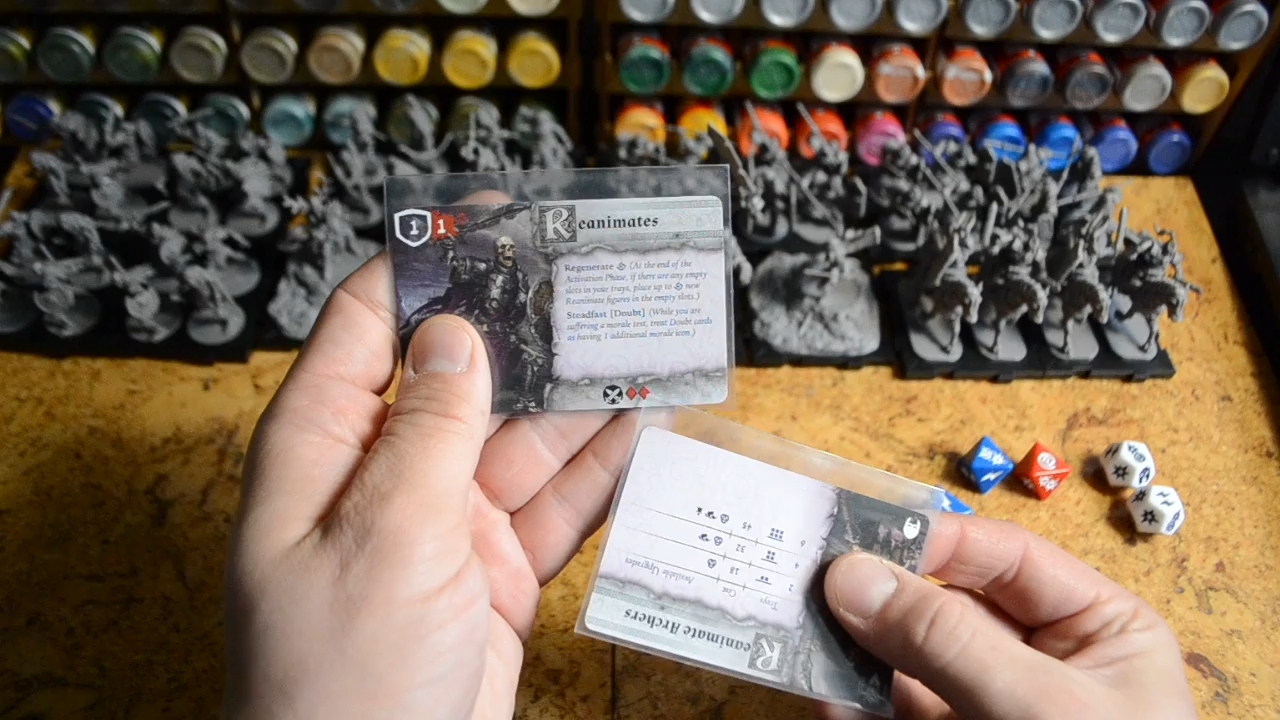 1 1
Reanimates
Regenerate (At the end of the
Activation Phase, if there are any empty
slots in your trays, place up to new
Reanimate figures in the empty slots.)
Steadfast [Doubt] (While you are
suffering a morale test, treat Doubt cards
as having 1 additional morale icon.)
Reanimate Archers
Trays Cost Available Upgrades
2 18
4 32
6 45